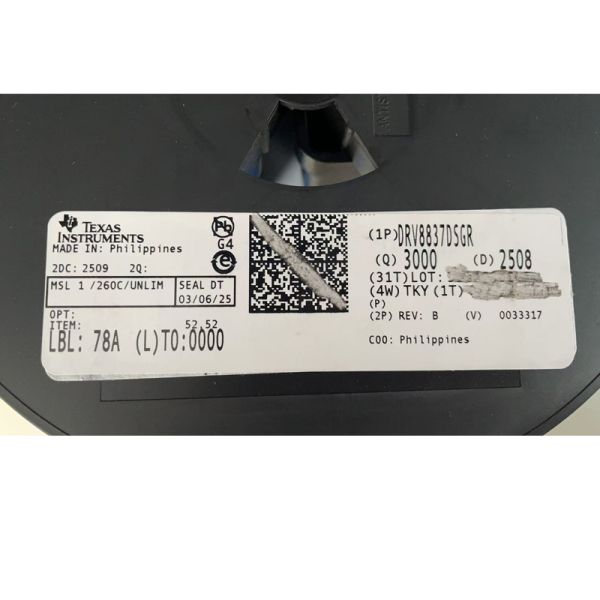 TEXAS
INSTRUMENTS
MADE IN: Philippines
2DC: 2509 2Q:
MSL 1 /260C/UNLIM
SEAL DT
03/06/25
OPT:
ITEM: 52,52
LBL: 78A (L)TO:0000
Pb
G4
e
(1P)DRV8837DSGR
(Q) 3000 (D) 2508
(31T)LOT:
(4W)TKY(1T)
(P)
(2P) REV: B (V) 0033317
COO: Philippines